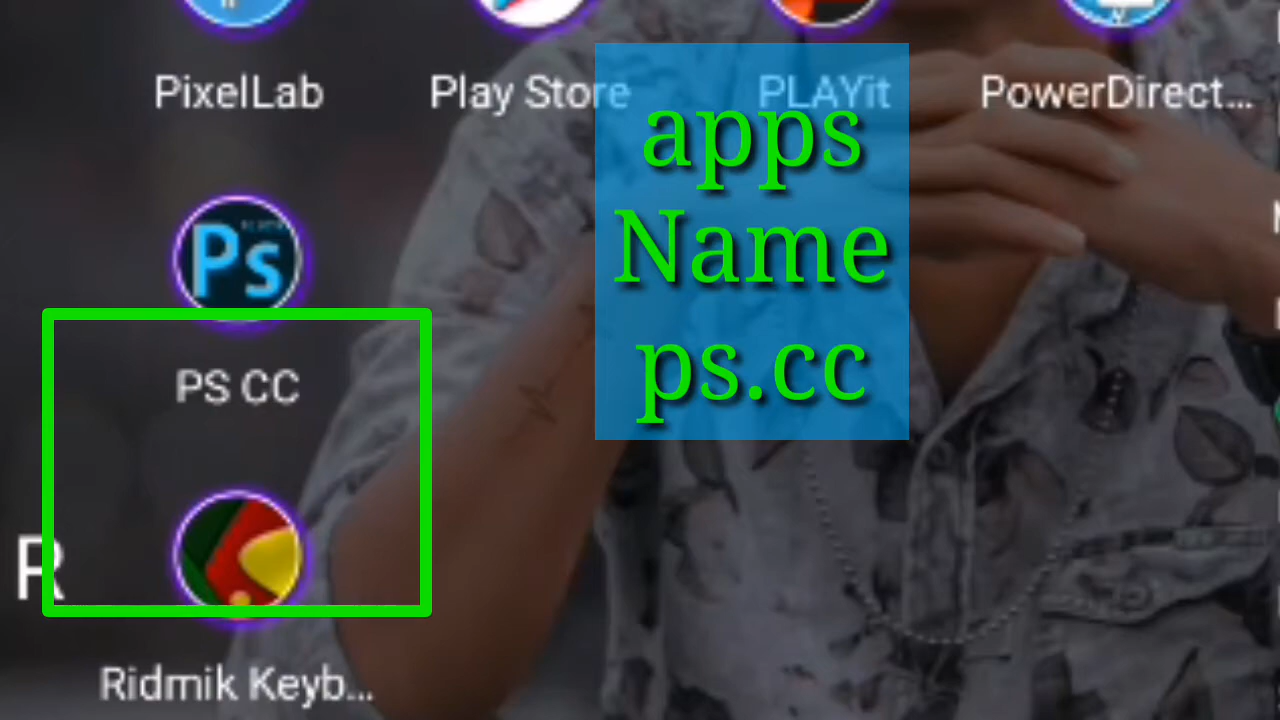 PixelLab
Play Store
PLAYit
PowerDirect...
apps
Name
ps.cc
Ps
PS CC
R
Ridmik Keyb...